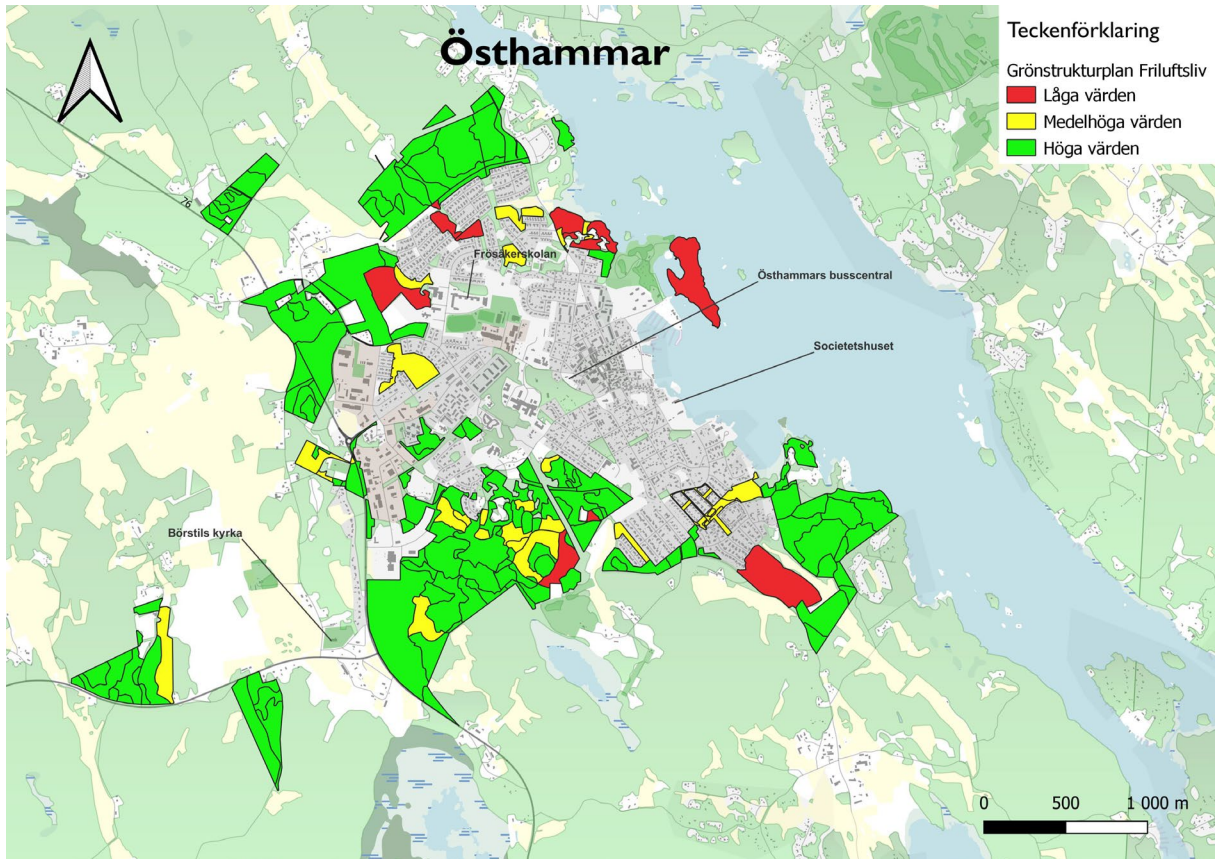 Östhammar
Teckenförklaring
Grönstrukturplan Friluftsliv
Låga värden
Medelhöga värden
Höga värden
76
Frösåkerskolan
Östhammars busscentral
Societetshuset
Börstils kyrka
0 500 1 000 m